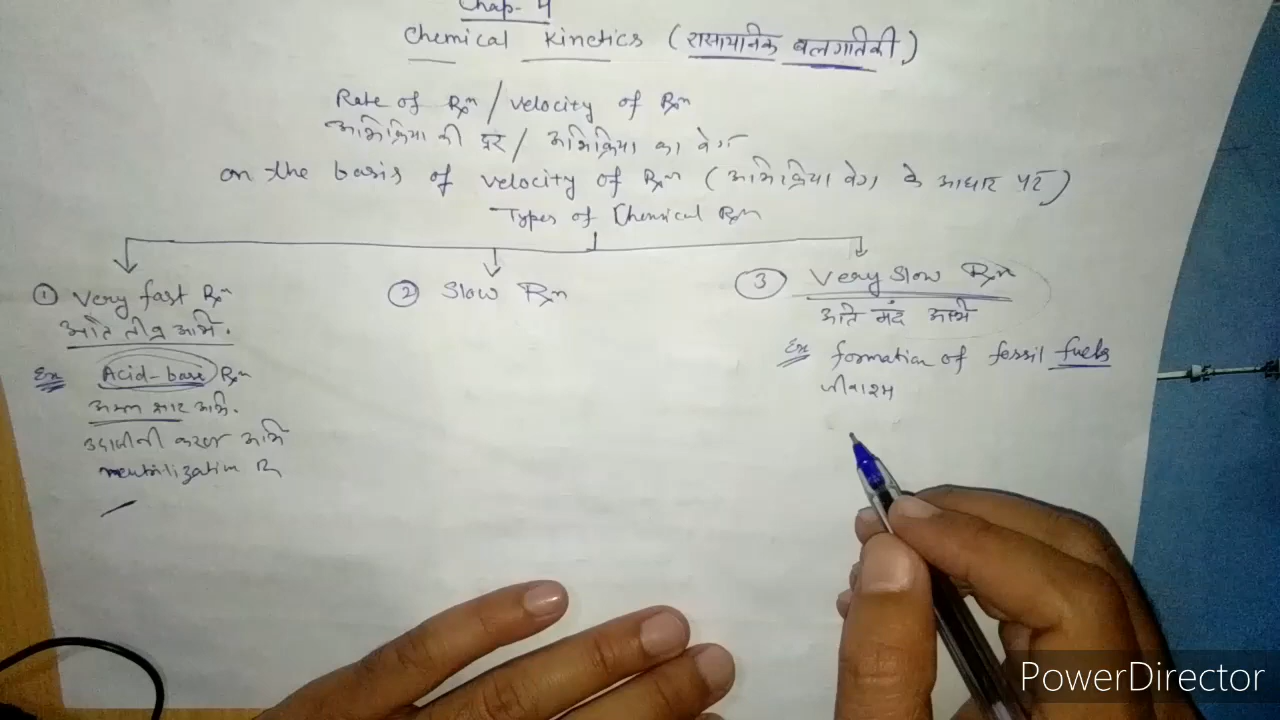 Chap- 4
Chemical Kinetics (रासायनिक बलगतिकी)
Rate of Rxn / velocity of Rxn
अभिक्रिया की दर / अभिक्रिया का वेग
on the basis of velocity of Rxn (अभिक्रिया वेग के आधार पर)
Types of Chemical Rxn
① Very fast Rxn
अति तीव्र अभि.
Ex Acid-base Rxn
अम्ल क्षार अभि.
उदासीनीकरण अभि
neutrilization R
② Slow Rxn
③ Very slow Rxn
अति मंद अभि
Ex formation of fessil fuels
जीवाश्म
PowerDirector